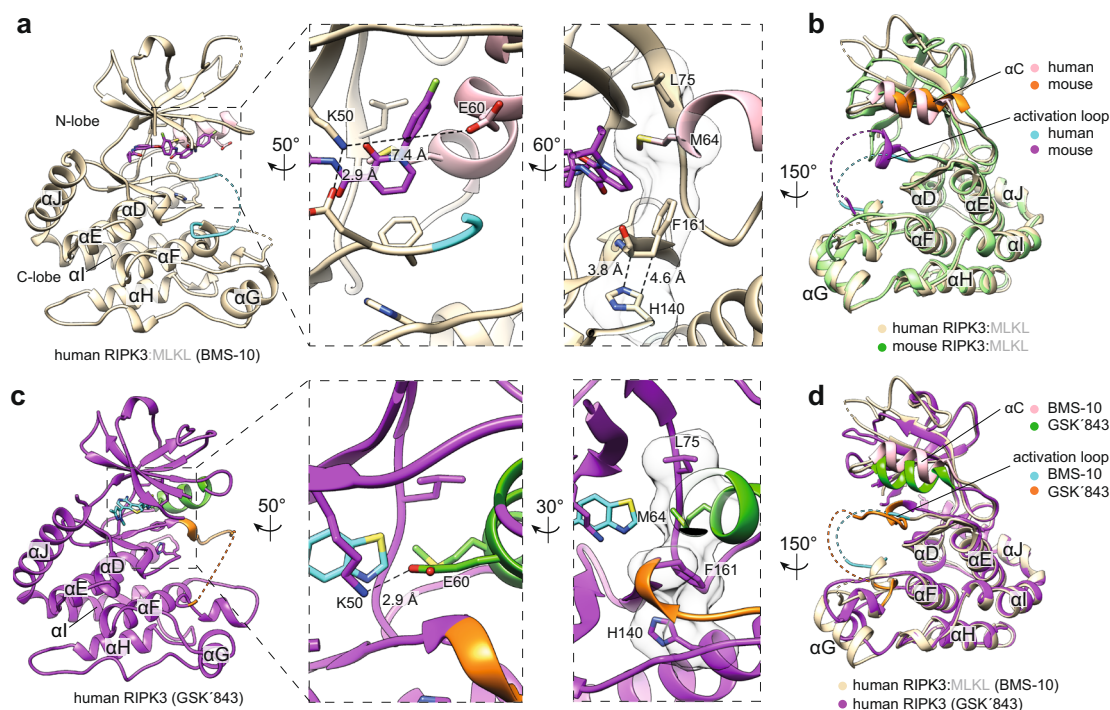 a
N-lobe
αJ
αD
αE
αF
C-lobe
αI
αH
αG
human RIPK3:MLKL (BMS-10)
50°
K50
E60
7.4 Å
2.9 Å
60°
L75
M64
F161
3.8 Å
4.6 Å
H140
150°
b
αC
human
mouse
activation loop
human
mouse
αD
αE
αJ
αF
αI
αG
αH
human RIPK3:MLKL
mouse RIPK3:MLKL
c
αJ
αD
αE
αF
αI
αH
αG
human RIPK3 (GSK´843)
50°
K50
E60
2.9 Å
30°
L75
M64
F161
H140
150°
d
αC
BMS-10
GSK´843
activation loop
BMS-10
GSK´843
αD
αE
αJ
αF
αI
αG
αH
human RIPK3:MLKL (BMS-10)
human RIPK3 (GSK´843)